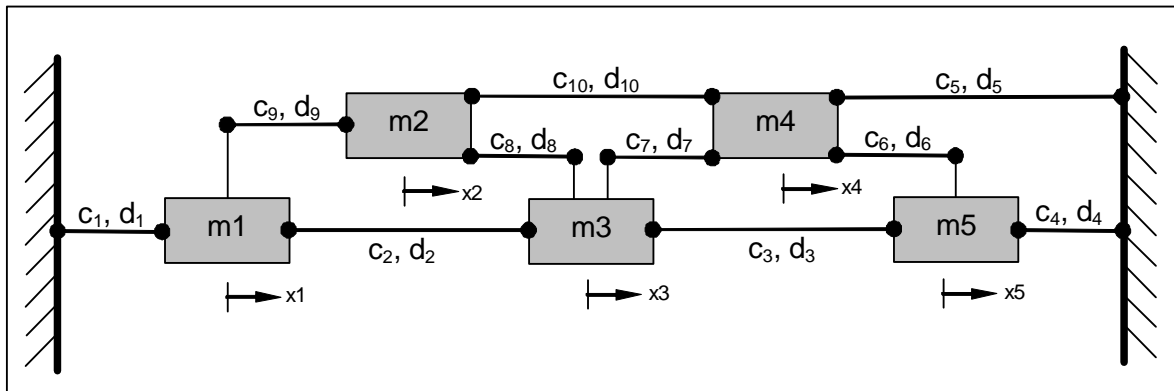 c10, d10
c5, d5
c9, d9
m2
m4
c8, d8
c7, d7
c6, d6
x2
x4
c1, d1
m1
m3
m5
c4, d4
c2, d2
c3, d3
x1
x3
x5